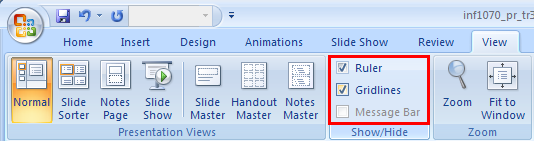 inf1070_pr_tr3
Home Insert Design Animations Slide Show Review View
Normal Slide Sorter Notes Page Slide Show Slide Master Handout Master Notes Master
Presentation Views
Ruler
Gridlines
Message Bar
Show/Hide
Zoom Fit to Window
Zoom